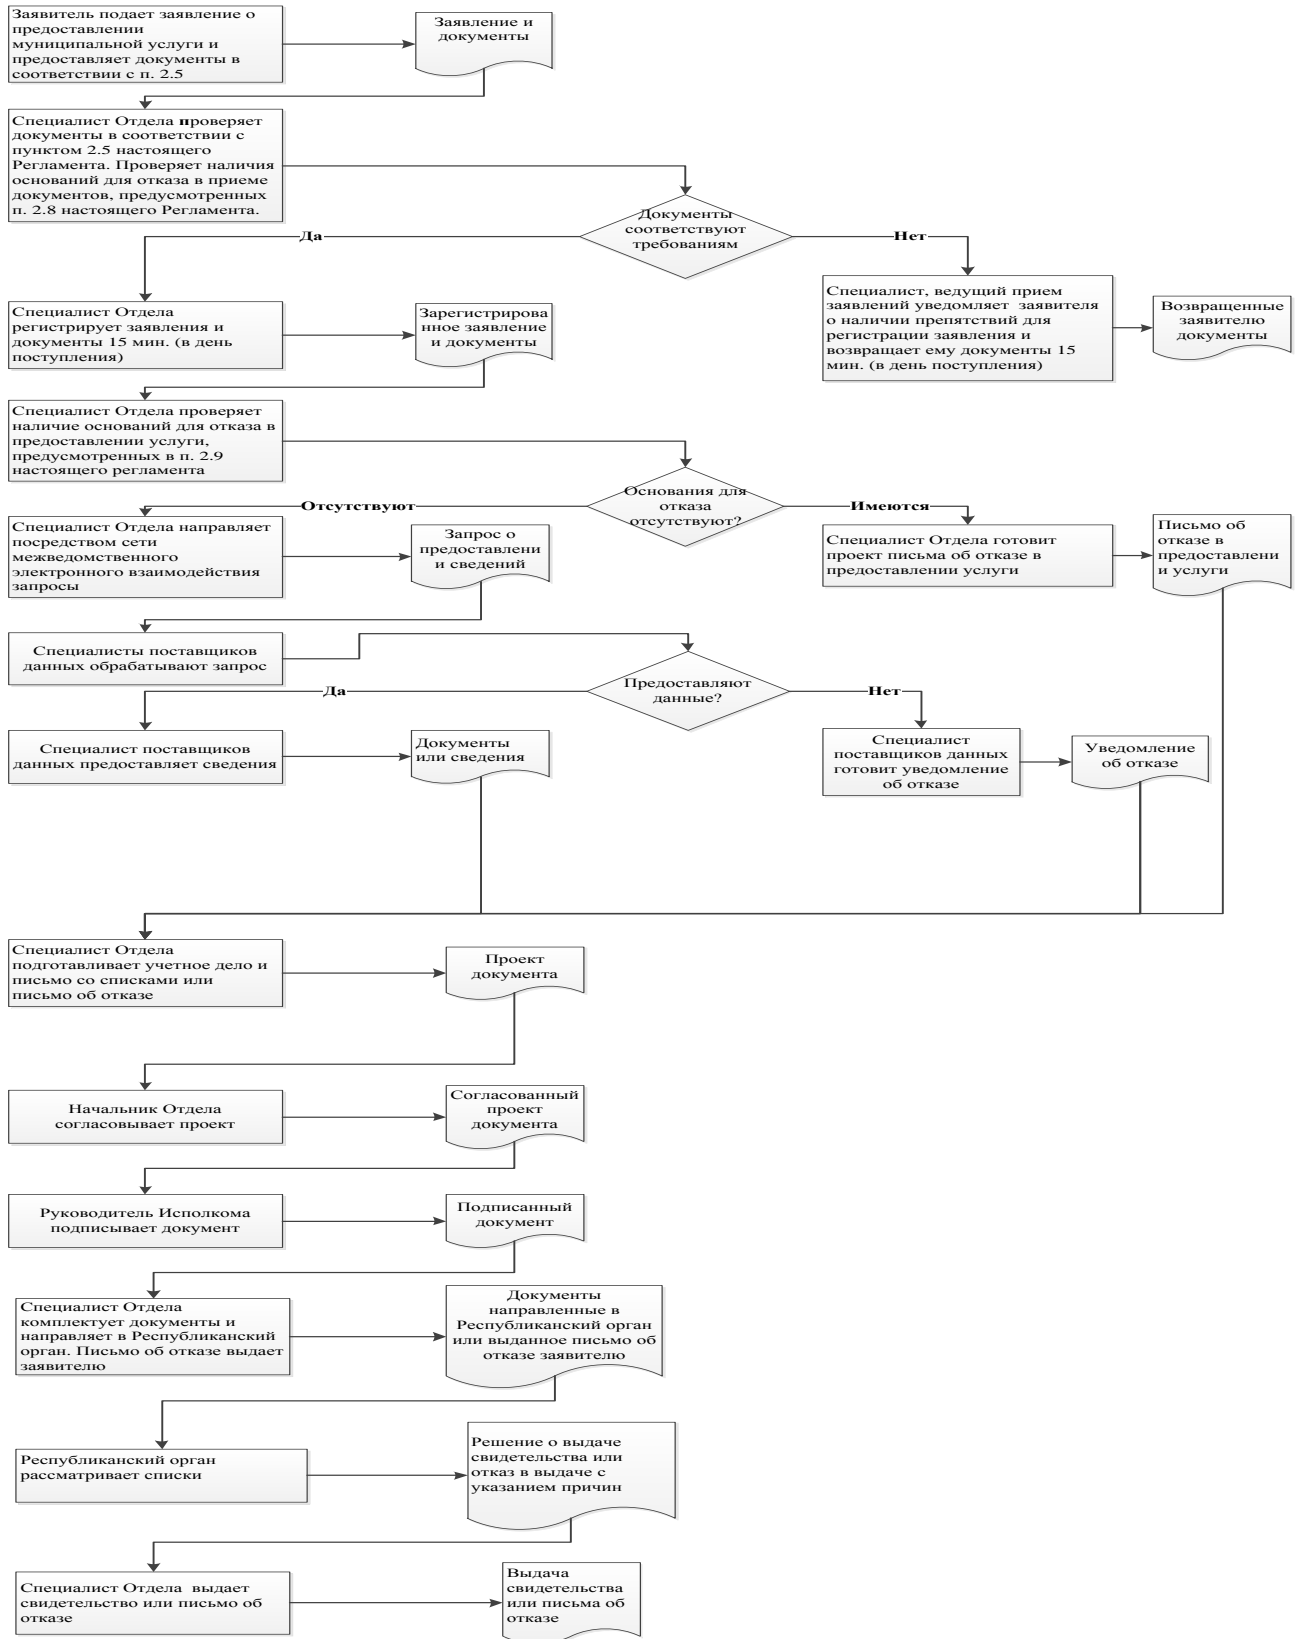 Заявитель подает заявление о
предоставлении
муниципальной услуги и
предоставляет документы в
соответствии с п. 2.5
Заявление и
документы
Специалист Отдела проверяет
документы в соответствии с
пунктом 2.5 настоящего
Регламента. Проверяет наличия
оснований для отказа в приеме
документов, предусмотренных
п. 2.8 настоящего Регламента.
Документы
соответствуют
требованиям
Да
Нет
Специалист Отдела
регистрирует заявления и
документы 15 мин. (в день
поступления)
Зарегистрирова
нное заявление
и документы
Специалист, ведущий прием
заявлений уведомляет заявителя
о наличии препятствий для
регистрации заявления и
возвращает ему документы 15
мин. (в день поступления)
Возвращенные
заявителю
документы
Специалист Отдела проверяет
наличие оснований для отказа в
предоставлении услуги,
предусмотренных в п. 2.9
настоящего регламента
Основания для
отказа
отсутствуют?
Отсутствуют
Имеются
Специалист Отдела направляет
посредством сети
межведомственного
электронного взаимодействия
запросы
Запрос о
предоставлени
и сведений
Специалист Отдела готовит
проект письма об отказе в
предоставлении услуги
Письмо об
отказе в
предоставлени
и услуги
Специалисты поставщиков
данных обрабатывают запрос
Предоставляют
данные?
Да
Нет
Специалист поставщиков
данных предоставляет сведения
Документы
или сведения
Специалист
поставщиков данных
готовит уведомление
об отказе
Уведомление
об отказе
Специалист Отдела
подготавливает учетное дело и
письмо со списками или
письмо об отказе
Проект
документа
Начальник Отдела
согласовывает проект
Согласованный
проект
документа
Руководитель Исполкома
подписывает документ
Подписанный
документ
Специалист Отдела
комплектует документы и
направляет в Республиканский
орган. Письмо об отказе выдает
заявителю
Документы
направленные в
Республиканский орган
или выданное письмо об
отказе заявителю
Республиканский орган
рассматривает списки
Решение о выдаче
свидетельства или
отказ в выдаче с
указанием причин
Специалист Отдела выдает
свидетельство или письмо об
отказе
Выдача
свидетельства
или письма об
отказе